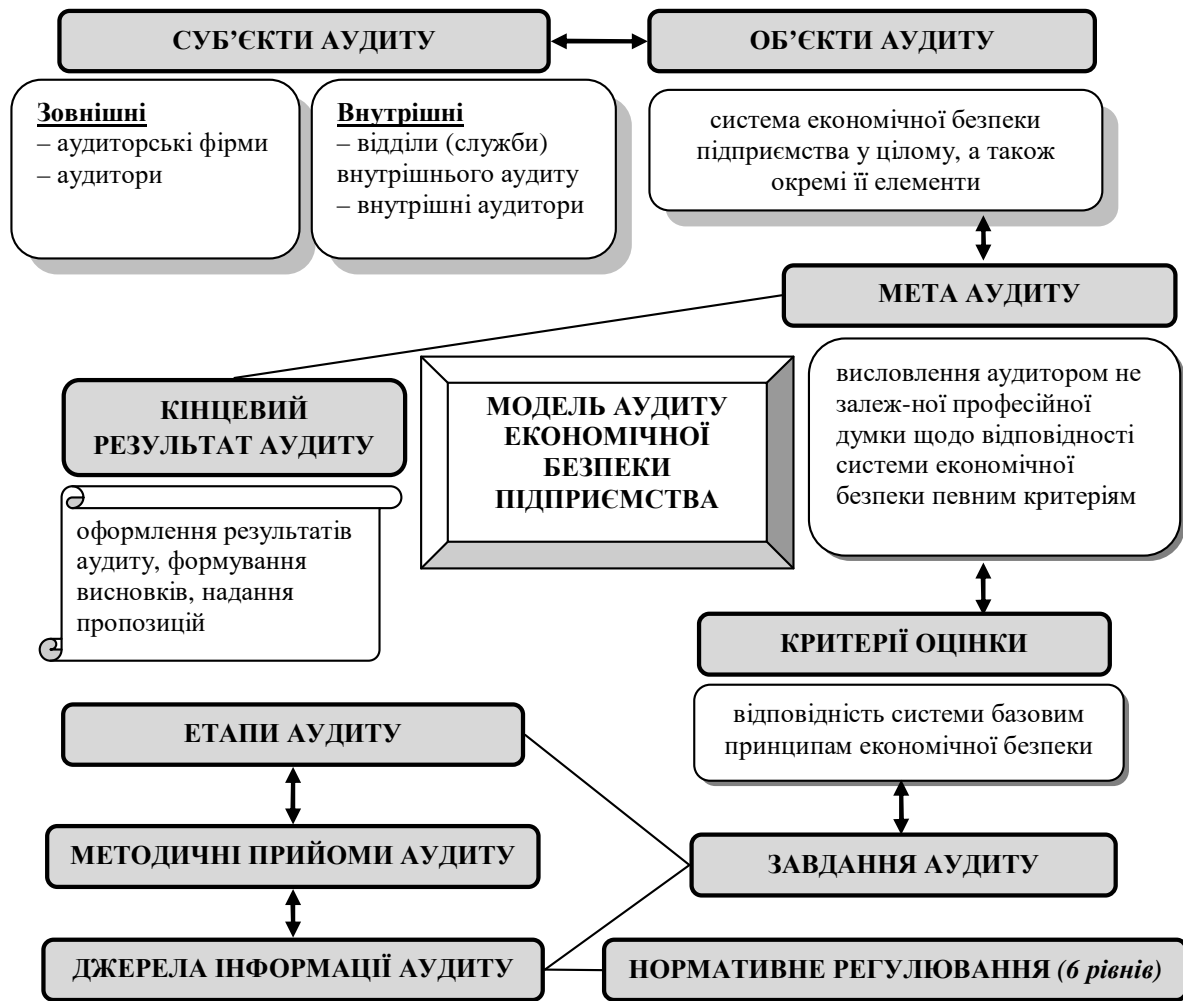 СУБ’ЄКТИ АУДИТУ
ОБ’ЄКТИ АУДИТУ
Зовнішні
– аудиторські фірми
– аудитори
Внутрішні
– відділи (служби)
внутрішнього аудиту
– внутрішні аудитори
система економічної безпеки
підприємства у цілому, а також
окремі її елементи
МЕТА АУДИТУ
висловлення аудитором не
залеж-ної професійної
думки щодо відповідності
системи економічної
безпеки певним критеріям
КІНЦЕВИЙ
РЕЗУЛЬТАТ АУДИТУ
МОДЕЛЬ АУДИТУ
ЕКОНОМІЧНОЇ
БЕЗПЕКИ
ПІДПРИЄМСТВА
оформлення результатів
аудиту, формування
висновків, надання
пропозицій
КРИТЕРІЇ ОЦІНКИ
відповідність системи базовим
принципам економічної безпеки
ЕТАПИ АУДИТУ
МЕТОДИЧНІ ПРИЙОМИ АУДИТУ
ЗАВДАННЯ АУДИТУ
ДЖЕРЕЛА ІНФОРМАЦІЇ АУДИТУ
НОРМАТИВНЕ РЕГУЛЮВАННЯ (6 рівнів)